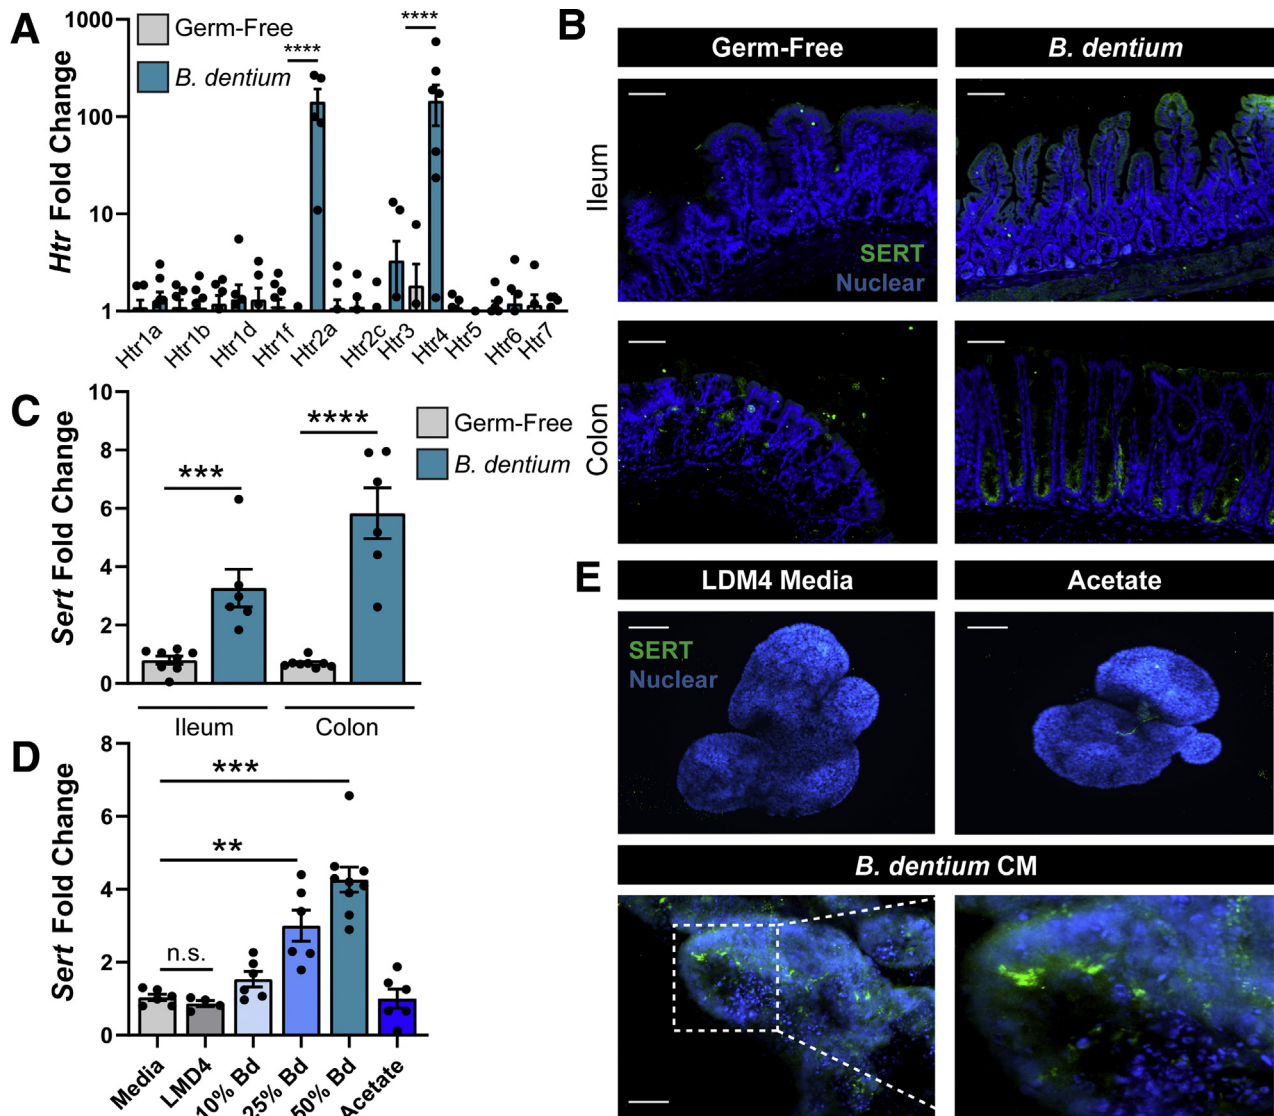 A
Germ-Free
B. dentium
****
****
Htr Fold Change
1000
100
10
1
Htr1a
Htr1b
Htr1d
Htr1f
Htr2a
Htr2c
Htr3
Htr4
Htr5
Htr6
Htr7
B
Germ-Free
B. dentium
Ileum
SERT
Nuclear
Colon
C
Germ-Free
B. dentium
Sert Fold Change
10
8
6
4
2
0
***
****
Ileum
Colon
D
Sert Fold Change
8
6
4
2
0
***
**
n.s.
Media
LMD4
10% Bd
25% Bd
50% Bd
Acetate
E
LDM4 Media
Acetate
SERT
Nuclear
B. dentium CM